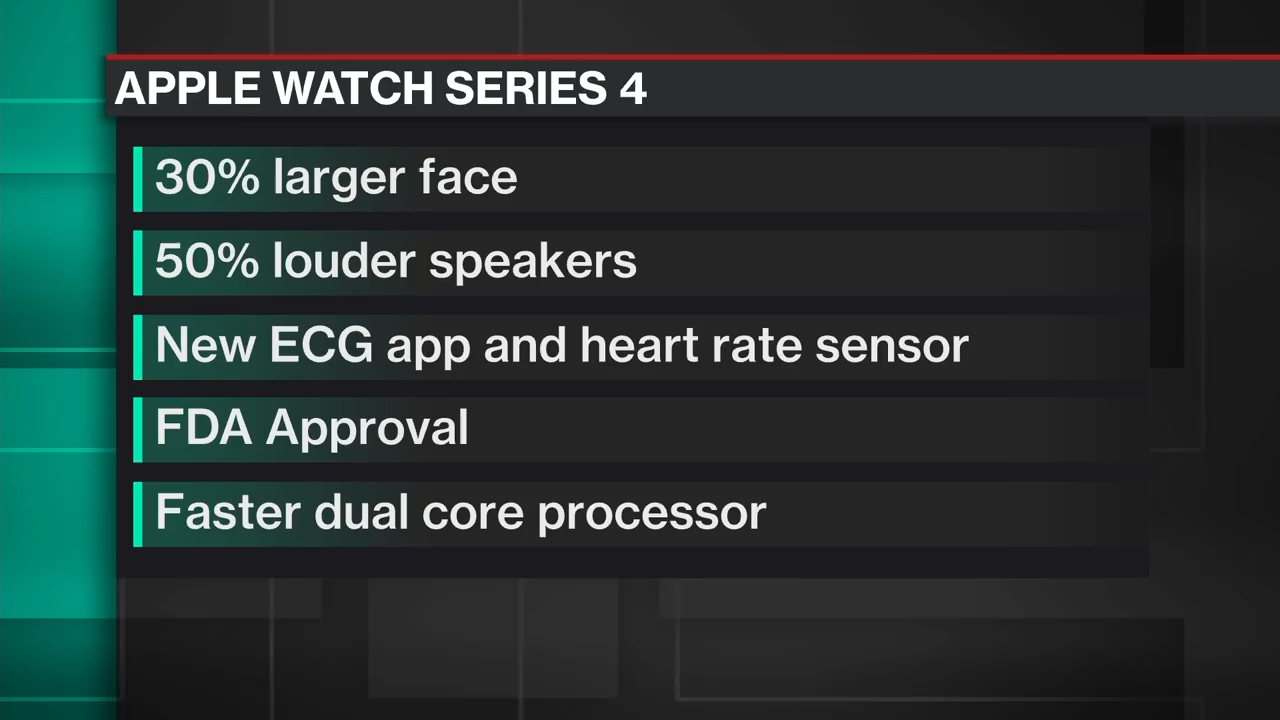 APPLE WATCH SERIES 4
30% larger face
50% louder speakers
New ECG app and heart rate sensor
FDA Approval
Faster dual core processor